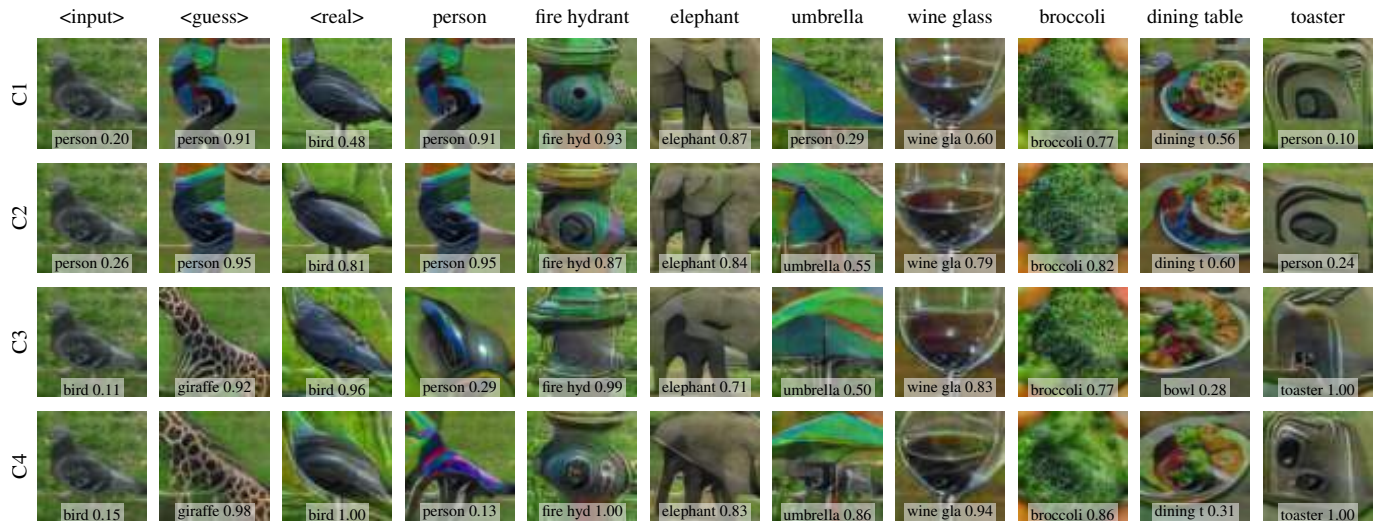 <input> <guess> <real> person fire hydrant elephant umbrella wine glass broccoli dining table toaster
C1
person 0.20 person 0.91 bird 0.48 person 0.91 fire hyd 0.93 elephant 0.87 person 0.29 wine gla 0.60 broccoli 0.77 dining t 0.56 person 0.10
C2
person 0.26 person 0.95 bird 0.81 person 0.95 fire hyd 0.87 elephant 0.84 umbrella 0.55 wine gla 0.79 broccoli 0.82 dining t 0.60 person 0.24
C3
bird 0.11 giraffe 0.92 bird 0.96 person 0.29 fire hyd 0.99 elephant 0.71 umbrella 0.50 wine gla 0.83 broccoli 0.77 bowl 0.28 toaster 1.00
C4
bird 0.15 giraffe 0.98 bird 1.00 person 0.13 fire hyd 1.00 elephant 0.83 umbrella 0.86 wine gla 0.94 broccoli 0.86 dining t 0.31 toaster 1.00